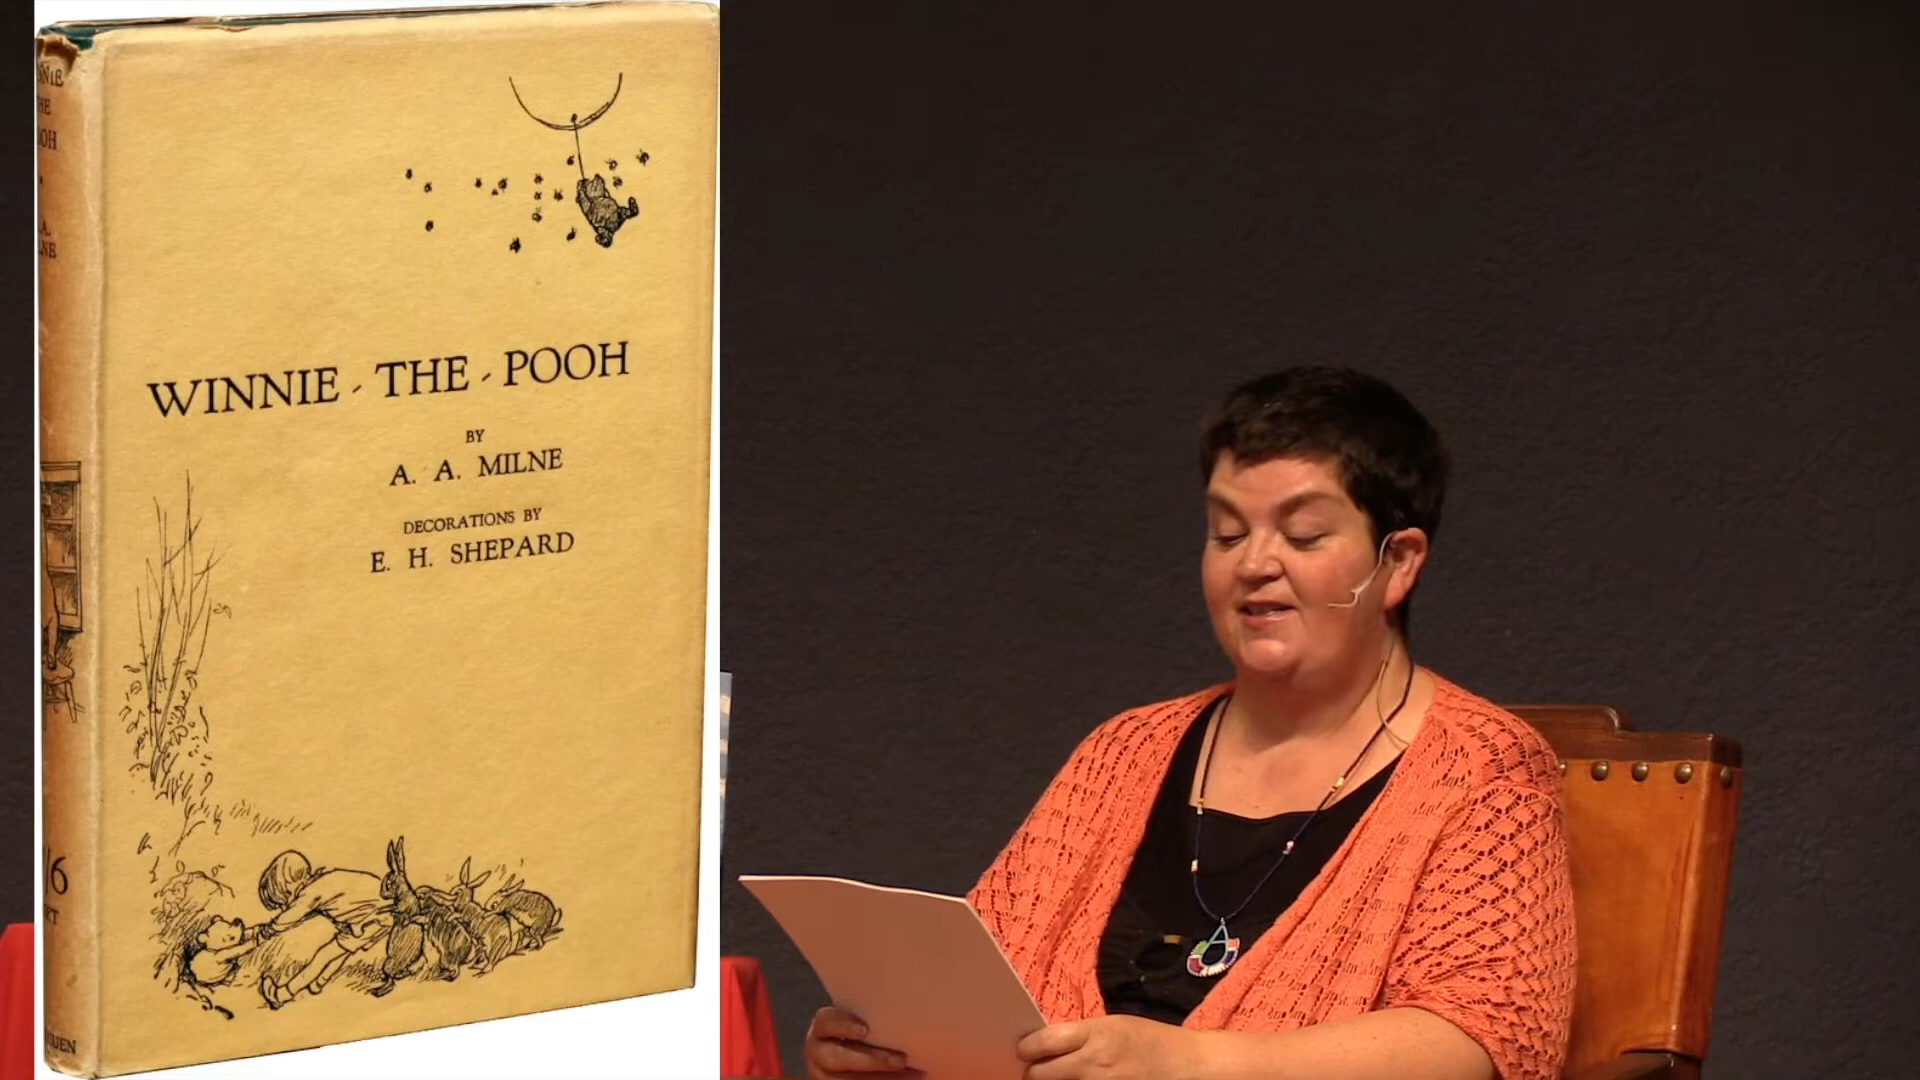 WINNIE-THE-POOH
BY
A. A. MILNE
DECORATIONS BY
E. H. SHEPARD